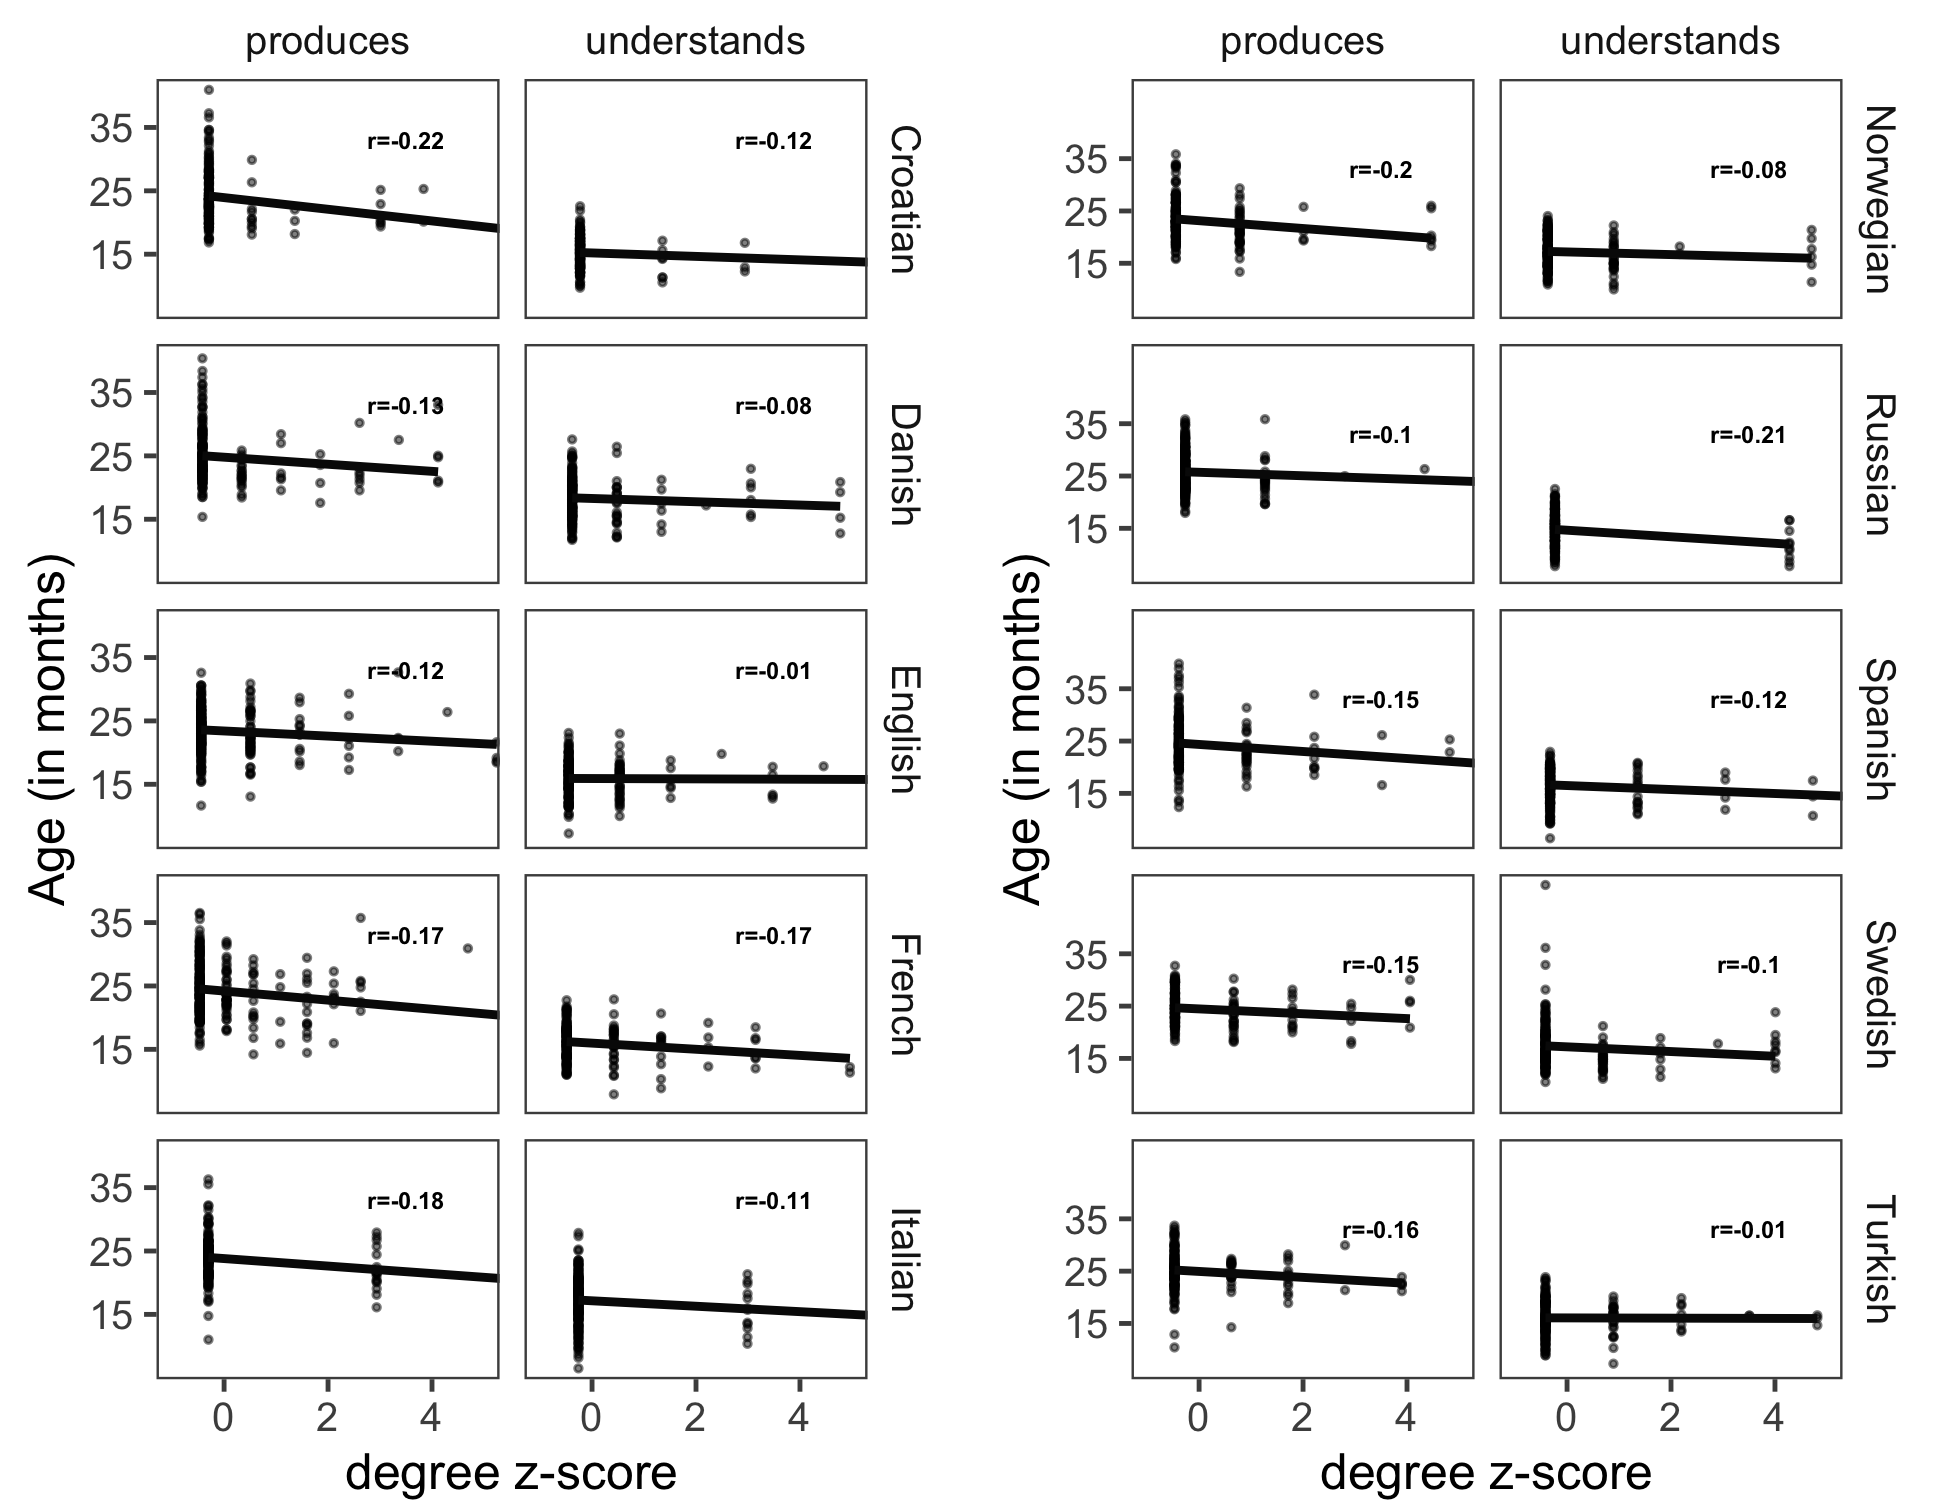 produces understands
35
25
15
r=-0.22
r=-0.12
Croatian
35
25
15
r=-0.13
r=-0.08
Danish
35
25
15
r=-0.12
r=-0.01
English
35
25
15
r=-0.17
r=-0.17
French
35
25
15
r=-0.18
r=-0.11
Italian
Age (in months)
0 2 4 0 2 4
degree z-score
produces understands
35
25
15
r=-0.2
r=-0.08
Norwegian
35
25
15
r=-0.1
r=-0.21
Russian
35
25
15
r=-0.15
r=-0.12
Spanish
35
25
15
r=-0.15
r=-0.1
Swedish
35
25
15
r=-0.16
r=-0.01
Turkish
Age (in months)
0 2 4 0 2 4
degree z-score